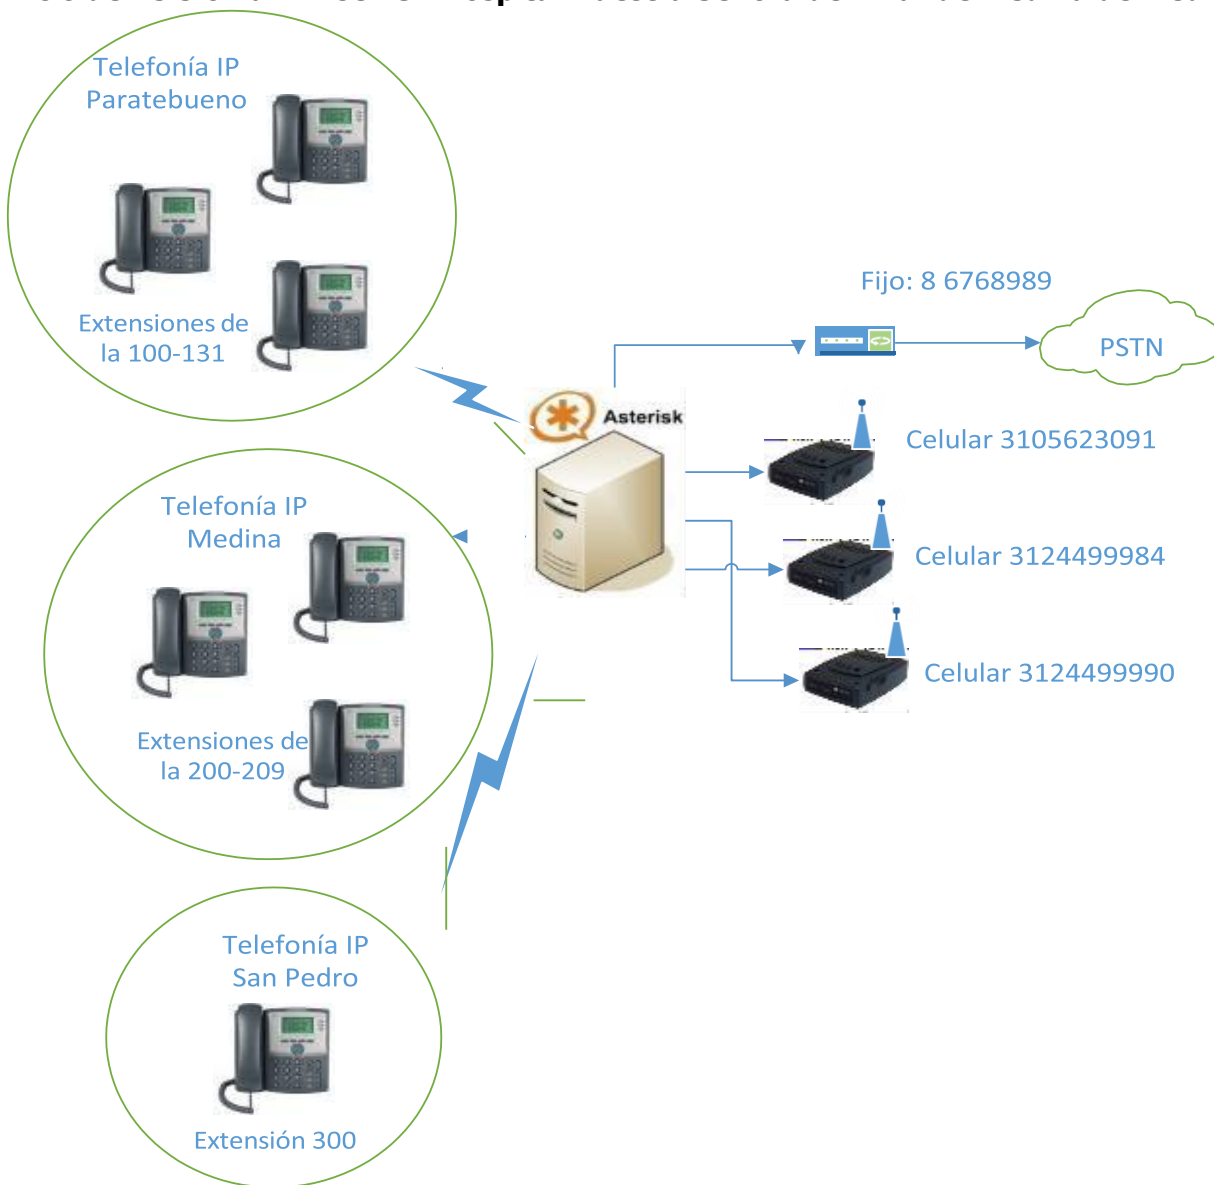 Telefonía IP
Paratebueno
Extensiones de
la 100-131
Fijo: 8 6768989
PSTN
Asterisk
Celular 3105623091
Telefonía IP
Medina
Celular 3124499984
Celular 3124499990
Extensiones de
la 200-209
Telefonía IP
San Pedro
Extensión 300